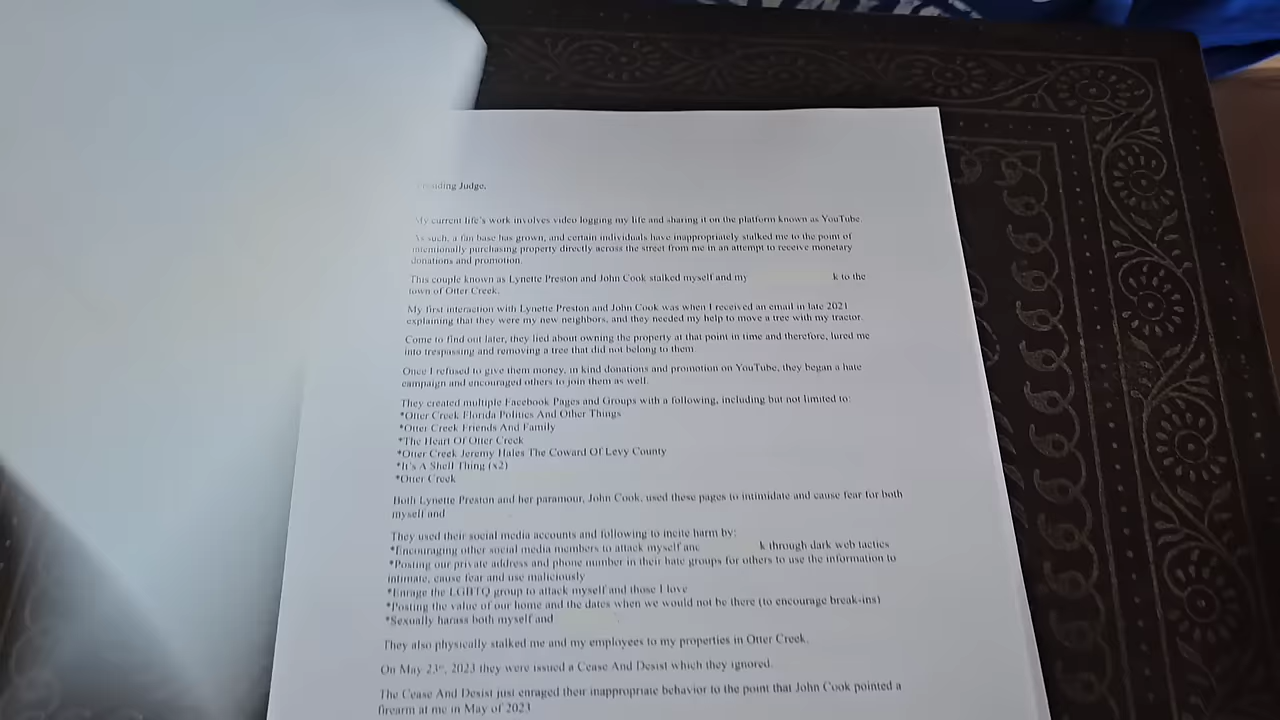 Judge,
My current life's work involves video logging my life and sharing it on the platform known as YouTube.
As such, a fan base has grown, and certain individuals have inappropriately stalked me to the point of
intentionally purchasing property directly across the street from me in an attempt to receive monetary
donations and promotion.
This couple known as Lynette Preston and John Cook stalked myself and my k to the
town of Otter Creek.
My first interaction with Lynette Preston and John Cook was when I received an email in late 2021
explaining that they were my new neighbors, and they needed my help to move a tree with my tractor.
Come to find out later, they lied about owning the property at that point in time and therefore, lured me
into trespassing and removing a tree that did not belong to them
Once I refused to give them money, in kind donations and promotion on YouTube, they began a hate
campaign and encouraged others to join them as well.
They created multiple Facebook Pages and Groups with a following, including but not limited to:
*Otter Creek Florida Politics And Other Things
*Otter Creek Friends And Family
*The Heart Of Otter Creek
*Otter Creek Jeremy Hales The Coward Of Levy County
*It's A Shell Thing (x2)
*Otter Creek
Both Lynette Preston and her paramour, John Cook, used these pages to intimidate and cause fear for both
myself and
They used their social media accounts and following to incite harm by:
*Encouraging other social media members to attack myself and k through dark web tactics
*Posting our private address and phone number in their hate groups for others to use the information to
intimate, cause fear and use maliciously
*Enrage the LGBTQ group to attack myself and those I love
*Posting the value of our home and the dates when we would not be there (to encourage break-ins)
*Sexually harass both myself and
They also physically stalked me and my employees to my properties in Otter Creek.
On May 23rd, 2023 they were issued a Cease And Desist which they ignored.
The Cease And Desist just enraged their inappropriate behavior to the point that John Cook pointed a
firearm at me in May of 2023